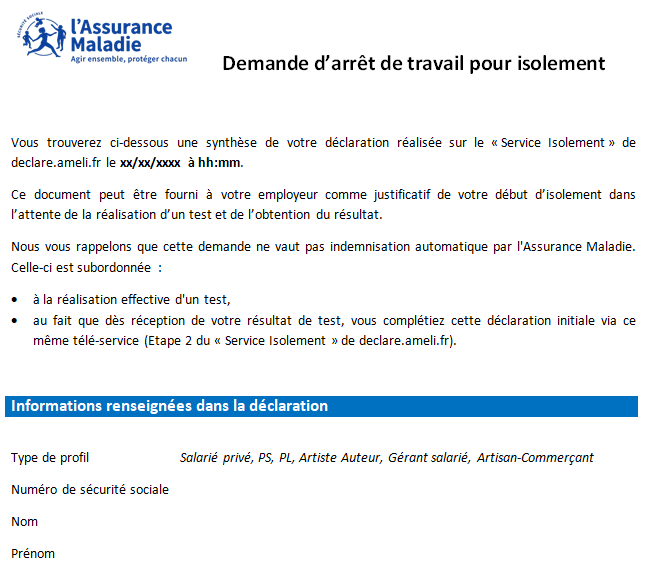 SÉCURITÉ SOCIALE
l'Assurance
Maladie
Agir ensemble, protéger chacun
Demande d’arrêt de travail pour isolement
Vous trouverez ci-dessous une synthèse de votre déclaration réalisée sur le « Service Isolement » de
declare.ameli.fr le xx/xx/xxxx à hh:mm.
Ce document peut être fourni à votre employeur comme justificatif de votre début d’isolement dans
l’attente de la réalisation d’un test et de l’obtention du résultat.
Nous vous rappelons que cette demande ne vaut pas indemnisation automatique par l'Assurance Maladie.
Celle-ci est subordonnée :
• à la réalisation effective d'un test,
• au fait que dès réception de votre résultat de test, vous complétiez cette déclaration initiale via ce
même télé-service (Etape 2 du « Service Isolement » de declare.ameli.fr).
Informations renseignées dans la déclaration
Type de profil Salarié privé, PS, PL, Artiste Auteur, Gérant salarié, Artisan-Commerçant
Numéro de sécurité sociale
Nom
Prénom